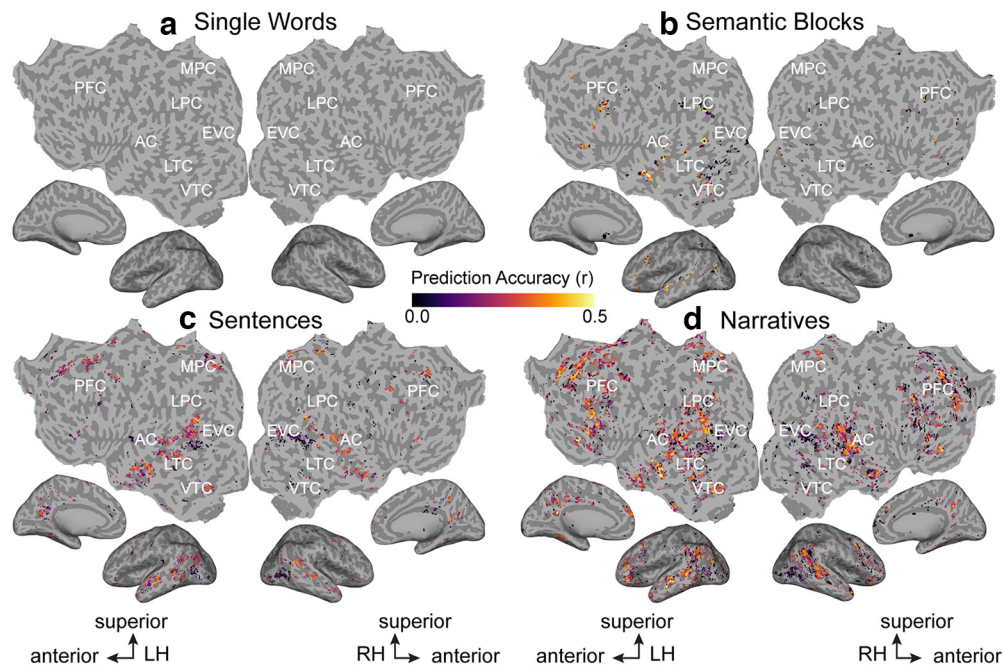 a Single Words
MPC
MPC
PFC
PFC
LPC
LPC
EVC
EVC
AC
AC
LTC
LTC
VTC
VTC
b Semantic Blocks
MPC
MPC
PFC
PFC
LPC
LPC
AC
EVC
EVC
AC
LTC
LTC
VTC
VTC
Prediction Accuracy (r)
0.0 0.5
c Sentences
MPC
MPC
PFC
PFC
LPC
LPC
AC
EVC
EVC
AC
LTC
LTC
VTC
VTC
d Narratives
MPC
MPC
PFC
PFC
LPC
LPC
AC
EVC
EVC
AC
LTC
LTC
VTC
VTC
superior
anterior LH
superior
RH anterior
superior
anterior LH
superior
RH anterior